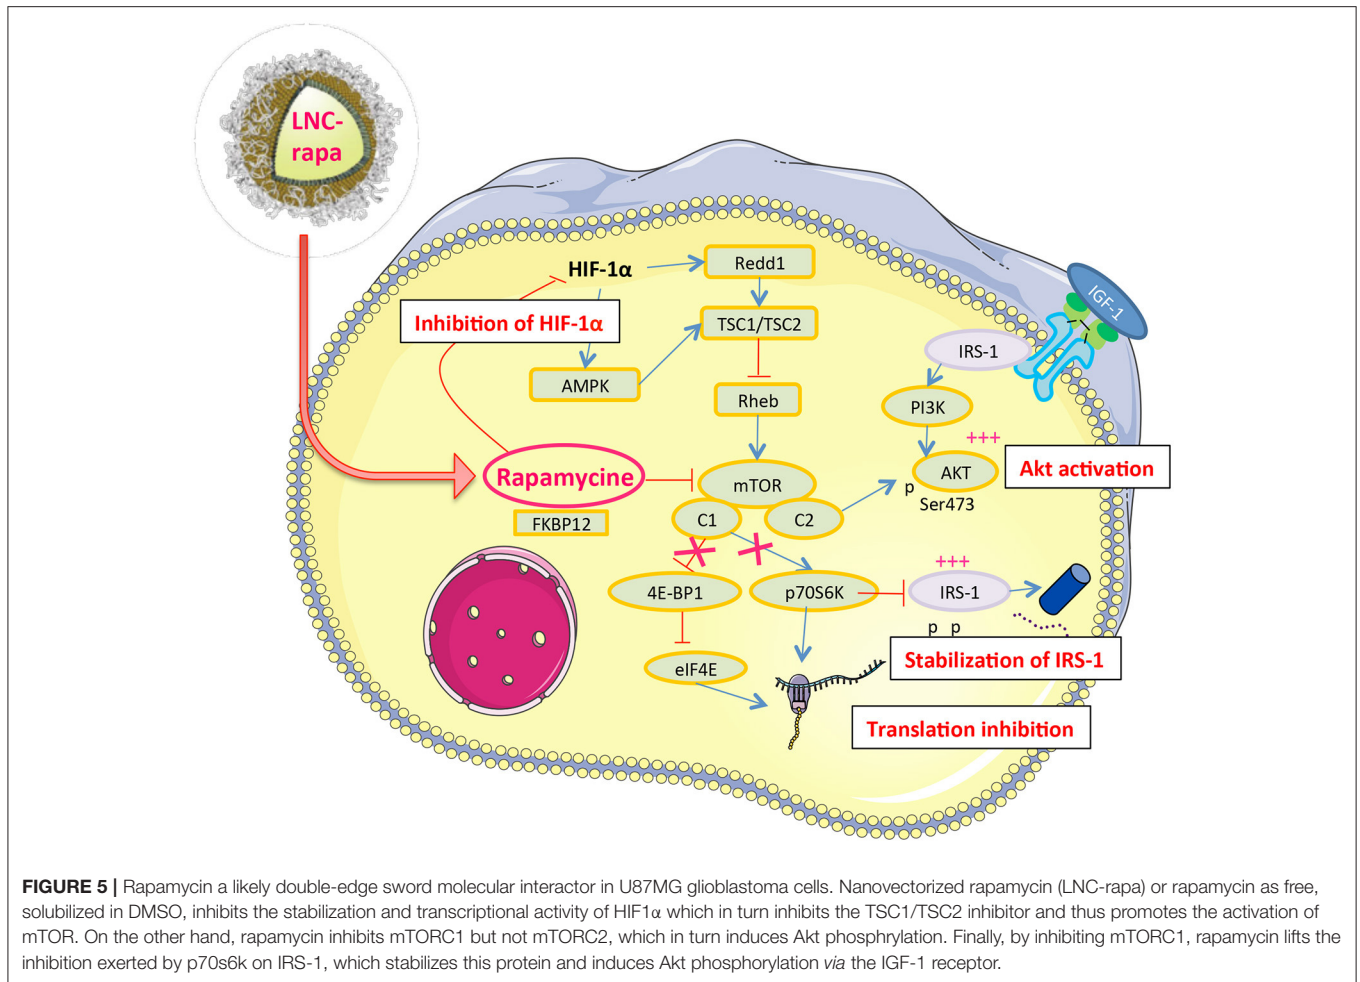 LNC-
rapa
HIF-1α
Redd1
IGF-1
Inhibition of HIF-1α
TSC1/TSC2
IRS-1
AMPK
Rheb
PI3K
+++
Rapamycine
mTOR
AKT
Akt activation
p
Ser473
FKBP12
C1
C2
+++
4E-BP1
p70S6K
IRS-1
p p
eIF4E
Stabilization of IRS-1
Translation inhibition
FIGURE 5 | Rapamycin a likely double-edge sword molecular interactor in U87MG glioblastoma cells. Nanovectorized rapamycin (LNC-rapa) or rapamycin as free,
solubilized in DMSO, inhibits the stabilization and transcriptional activity of HIF1α which in turn inhibits the TSC1/TSC2 inhibitor and thus promotes the activation of
mTOR. On the other hand, rapamycin inhibits mTORC1 but not mTORC2, which in turn induces Akt phosphrylation. Finally, by inhibiting mTORC1, rapamycin lifts the
inhibition exerted by p70s6k on IRS-1, which stabilizes this protein and induces Akt phosphorylation via the IGF-1 receptor.